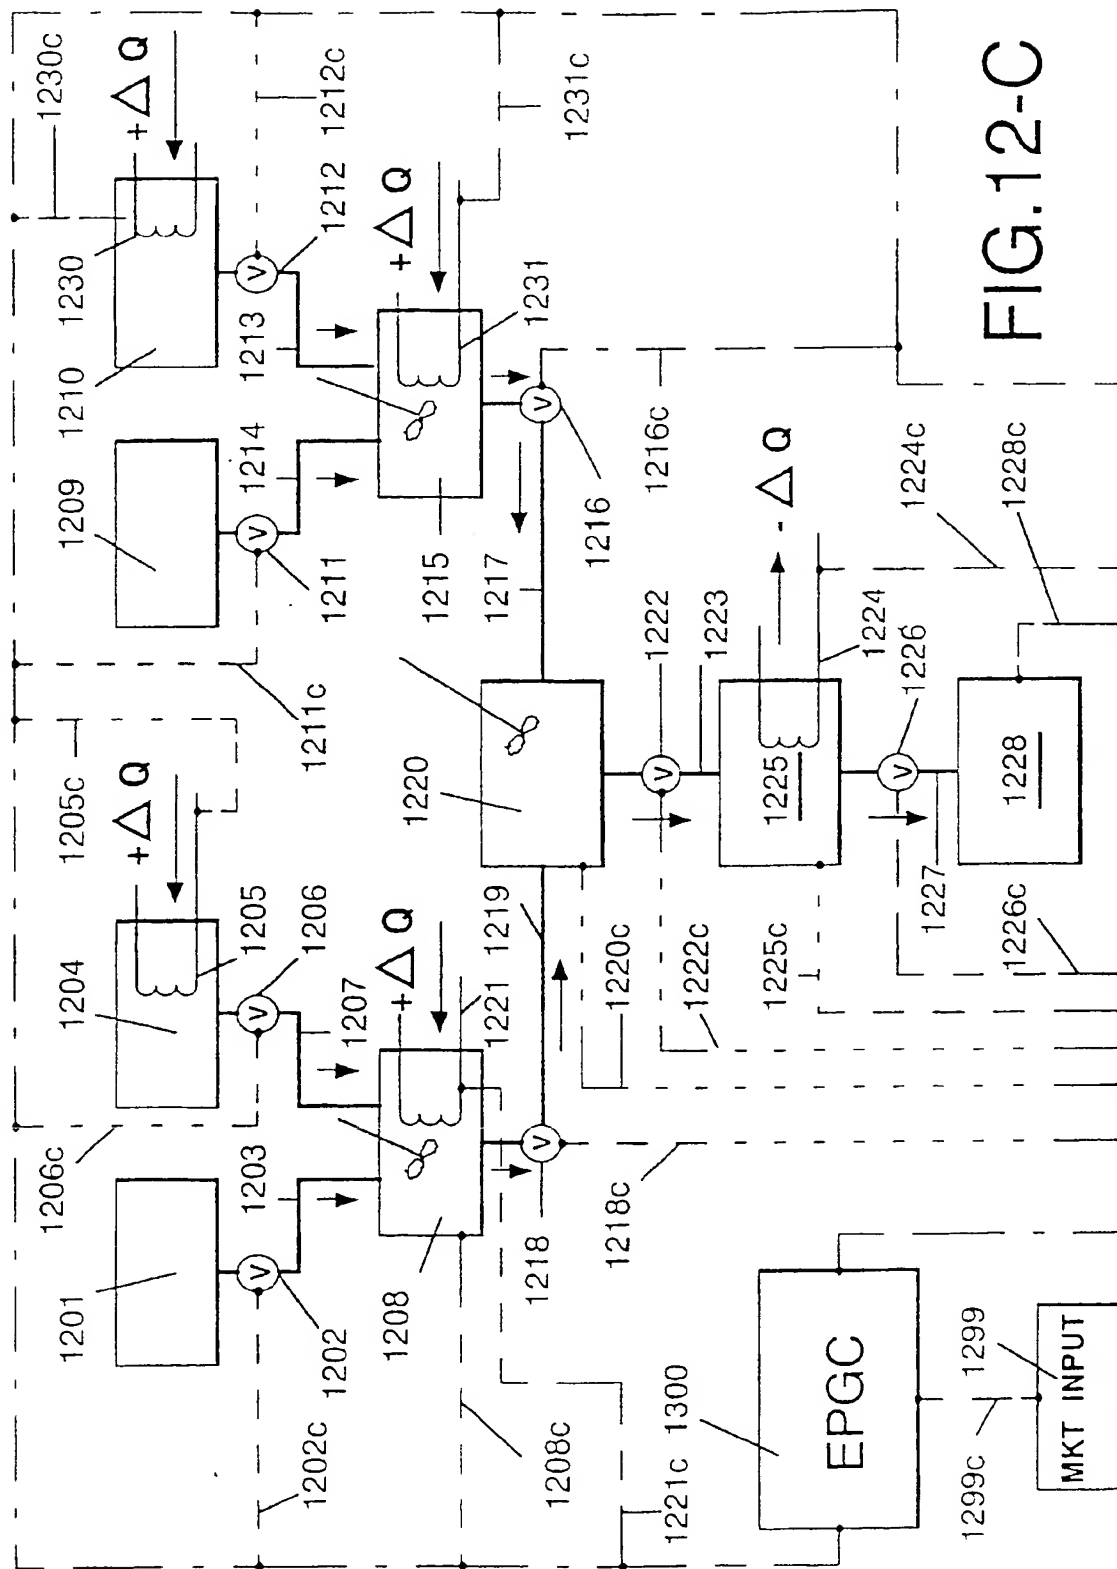 1230c
+ΔQ
1212c
1231c
1230
1212
+ΔQ
1210
1213
1231
1214
1209
1211
1215
1217
1216
1216c
-ΔQ
1224c
1228c
1211c
1205c
+ΔQ
1205
1204
1206
1207
+ΔQ
1221
1219
1220
1222
1223
1224
1225
1226
1228
1227
1220c
1222c
1225c
1226c
1206c
1203
1201
1202
1208
1218
1218c
1202c
1208c
1221c
1300
EPGC
1299
MKT INPUT
1299c
V
V
V
V
V
V
V
V
FIG.12-C